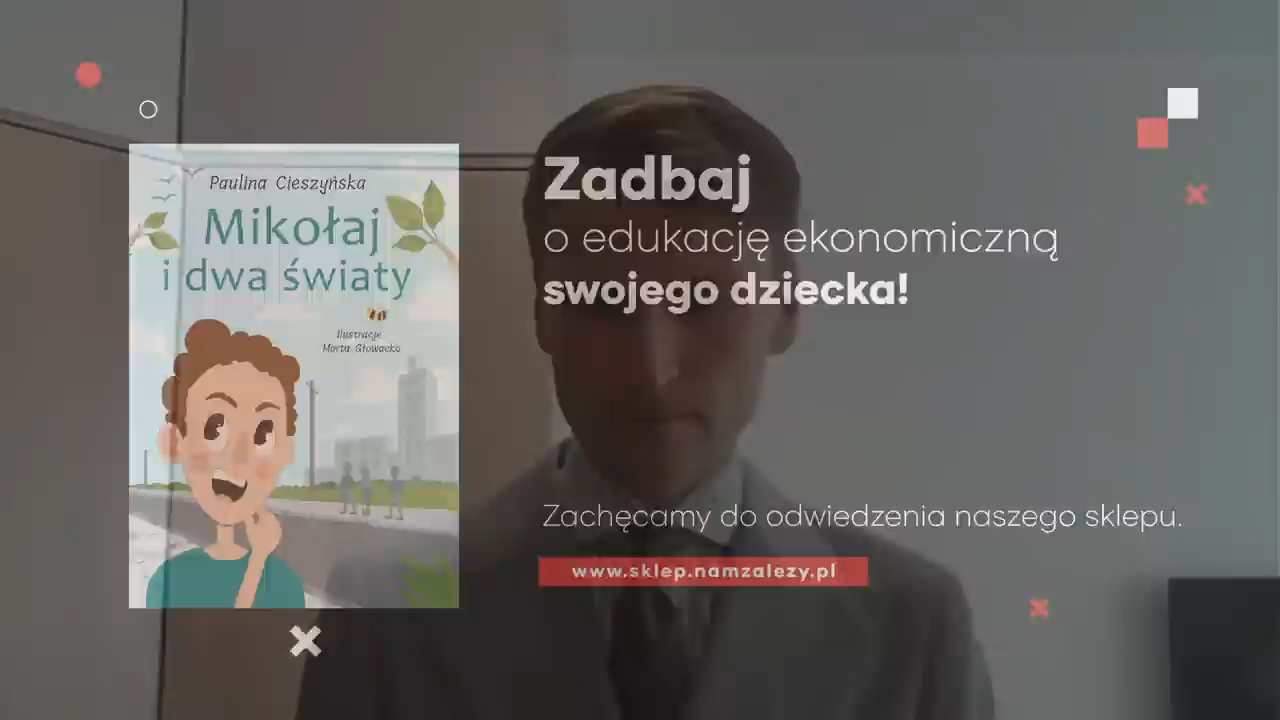 Paulina Cieszyńska
Mikołaj
i dwa światy
Ilustracje
Marta Głowacka
Zadbaj
o edukację ekonomiczną
swojego dziecka!
Zachęcamy do odwiedzenia naszego sklepu.
www.sklep.namzalezy.pl